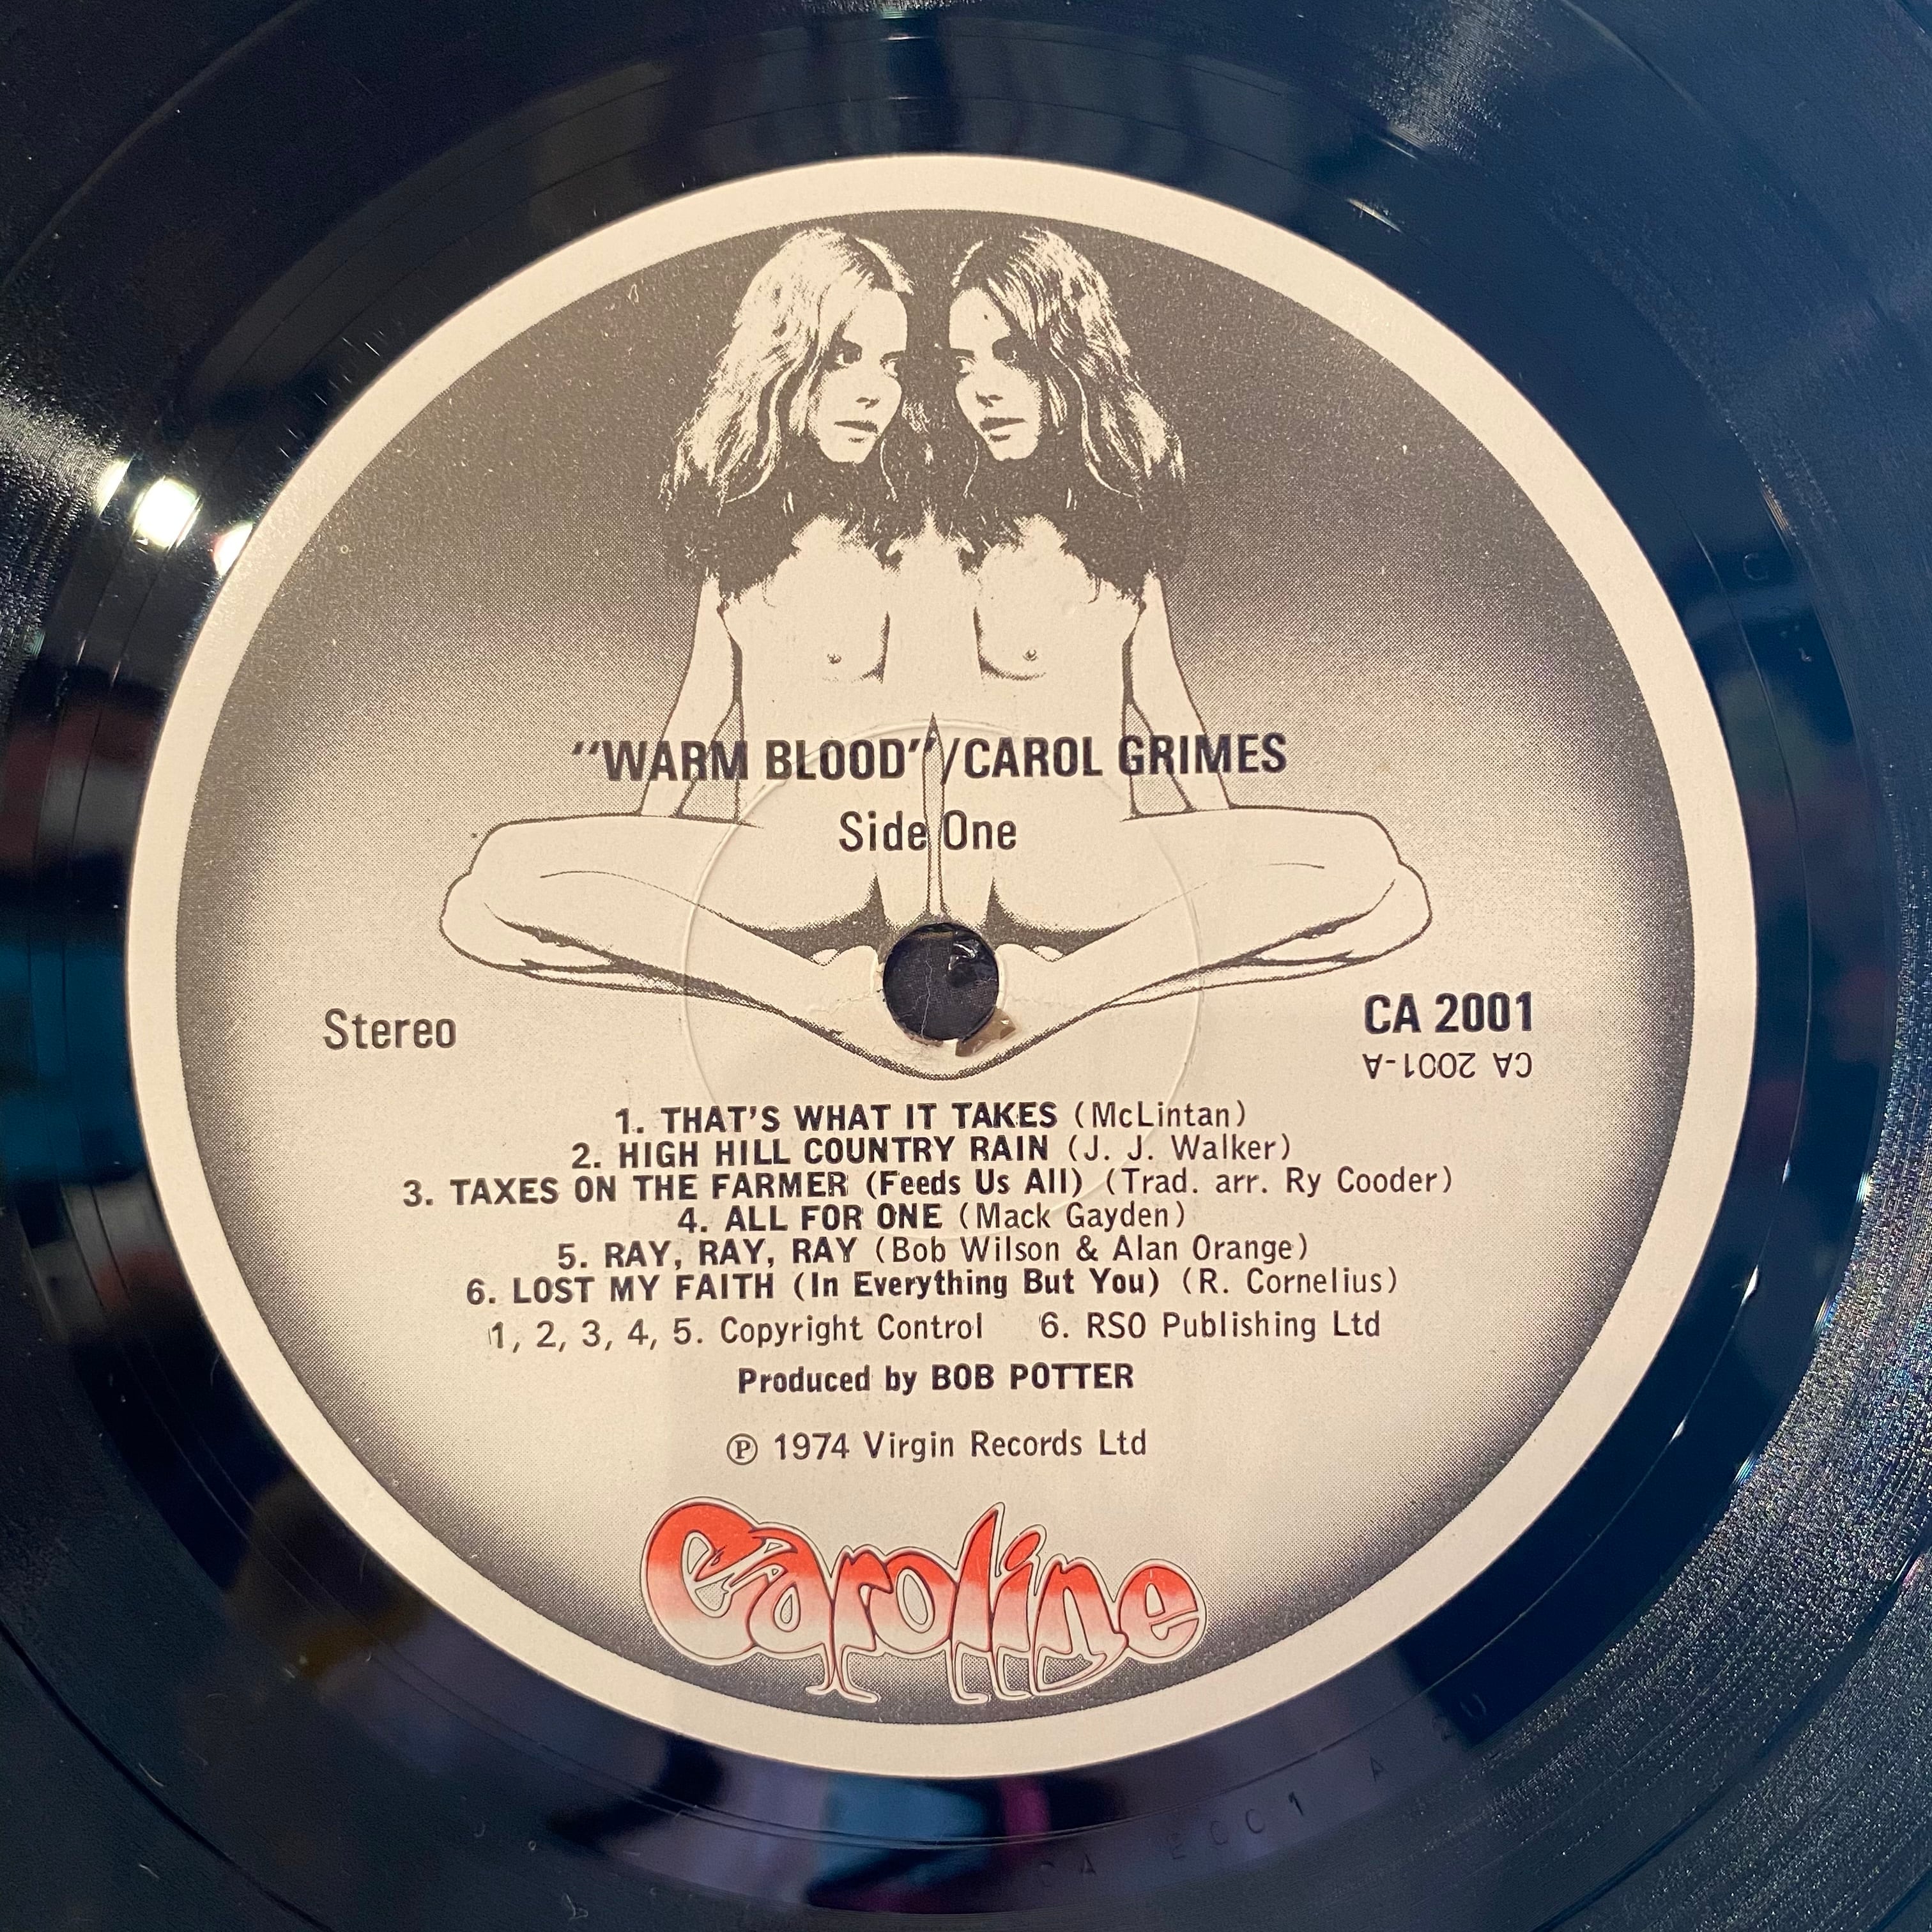 "WARM BLOOD"/CAROL GRIMES
Side One
Stereo
CA 2001
CA 2001-A
1. THAT'S WHAT IT TAKES (McLintan)
2. HIGH HILL COUNTRY RAIN (J. J. Walker)
3. TAXES ON THE FARMER (Feeds Us All) (Trad. arr. Ry Cooder)
4. ALL FOR ONE (Mack Gayden)
5. RAY, RAY, RAY (Bob Wilson & Alan Orange)
6. LOST MY FAITH (In Everything But You) (R. Cornelius)
1, 2, 3, 4, 5. Copyright Control 6. RSO Publishing Ltd
Produced by BOB POTTER
℗ 1974 Virgin Records Ltd
Caroline